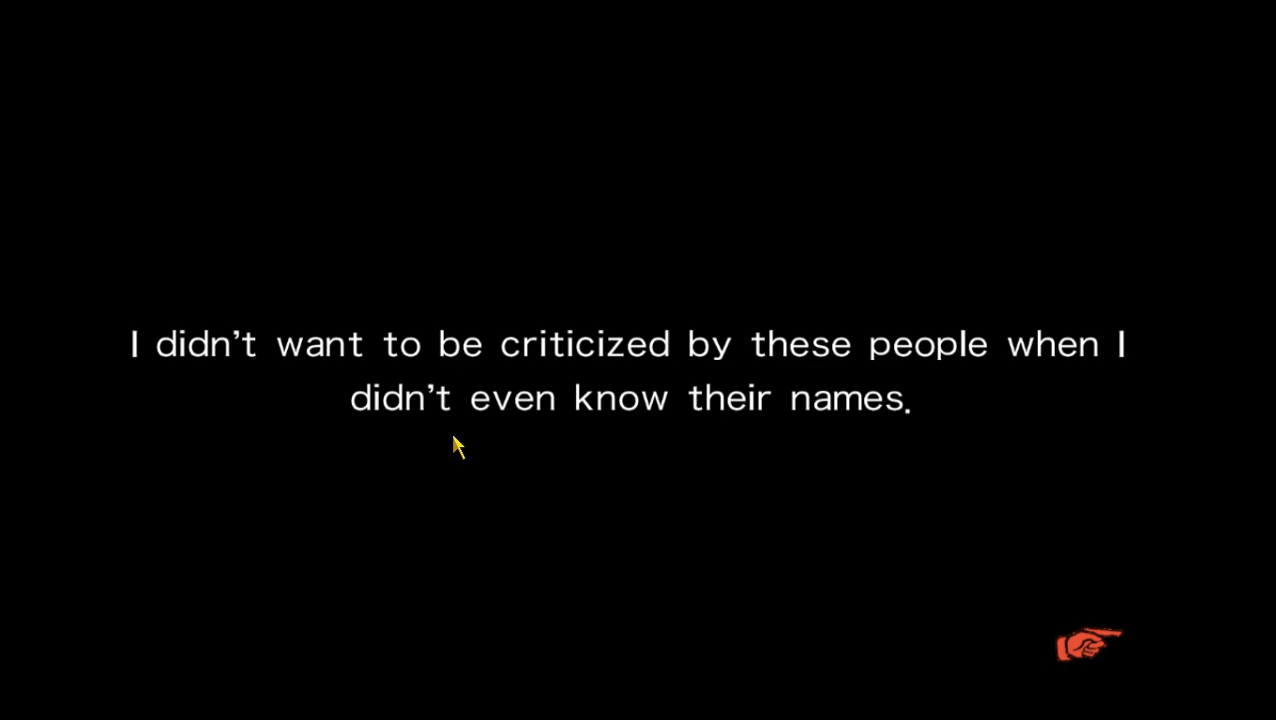 I didn't want to be criticized by these people when I
didn't even know their names.